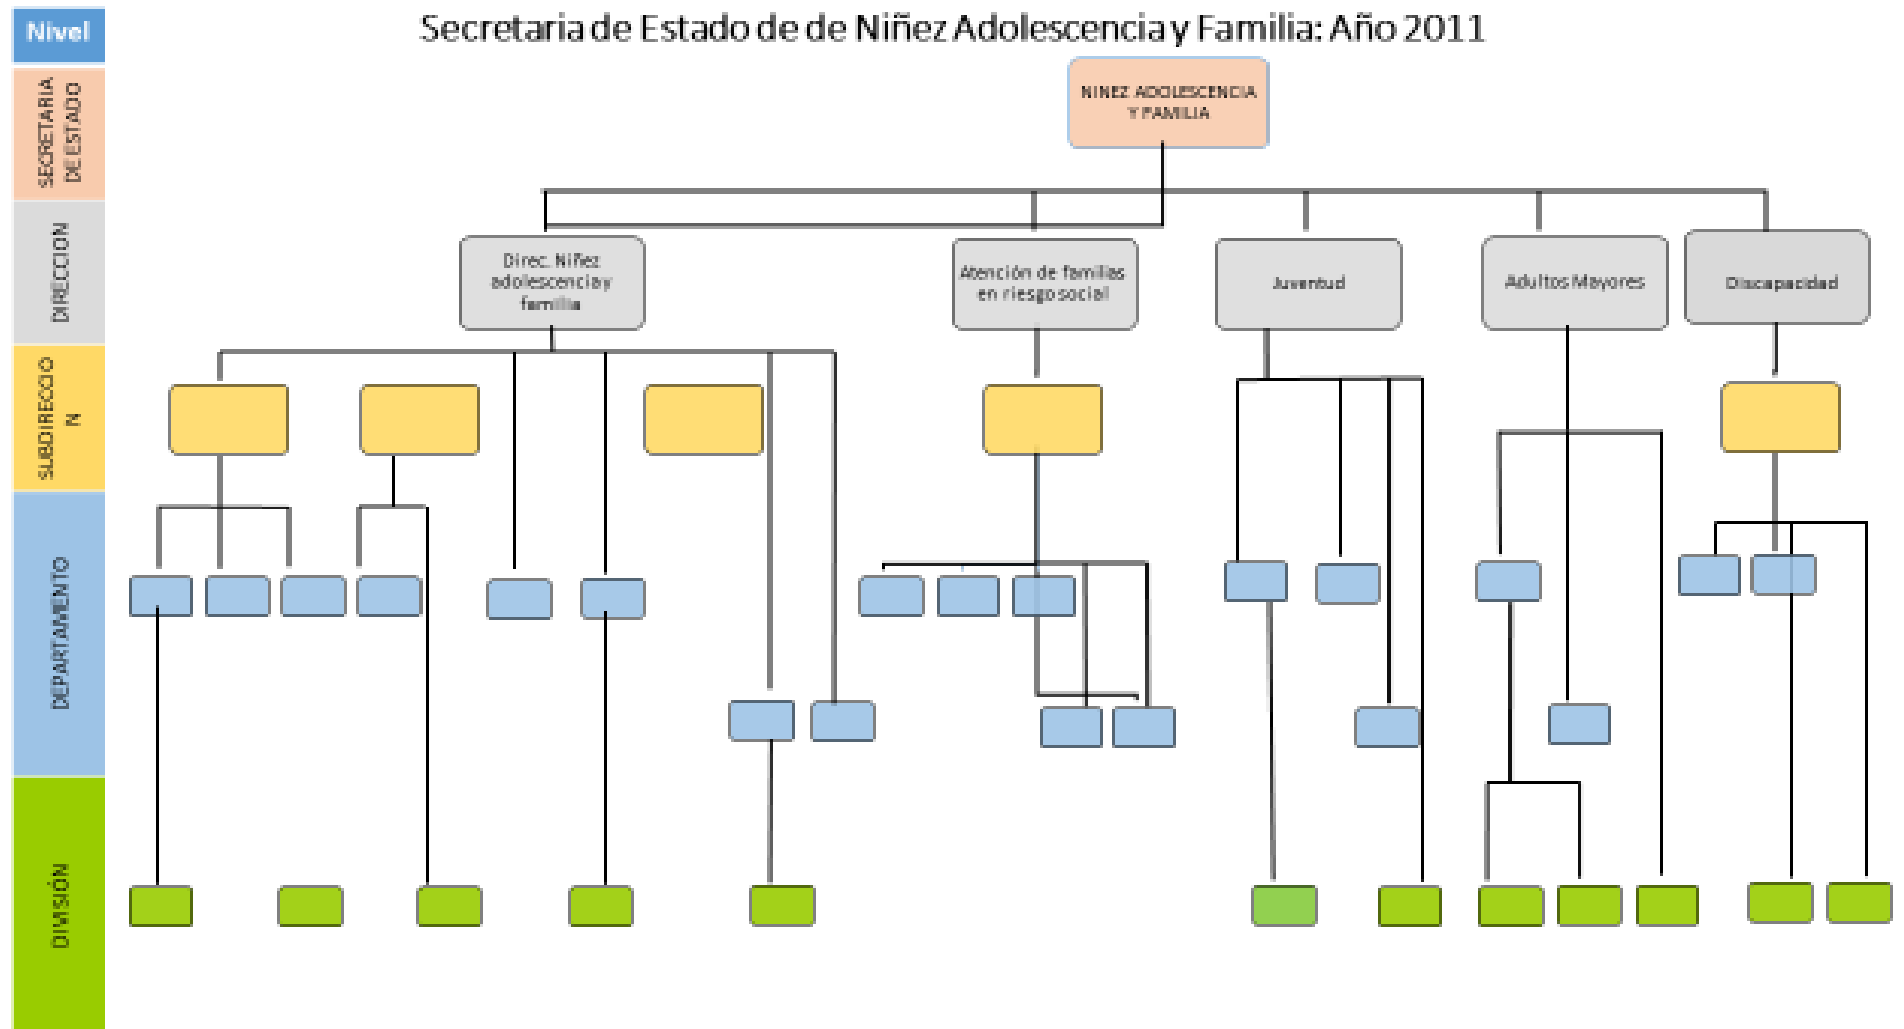 Nivel
Secretaria de Estado de de Niñez Adolescencia y Familia: Año 2011
SECRETARIA
DE ESTADO
NINEZ ADOLESCENCIA
Y FAMILIA
DIRECCION
Direc. Niñez
adolescencia y
familia
Atención de familias
en riesgo social
Juventud
Adultos Mayores
Discapacidad
SUBDIRECCIO
N
DEPARTAMENTO
DIVISIÓN